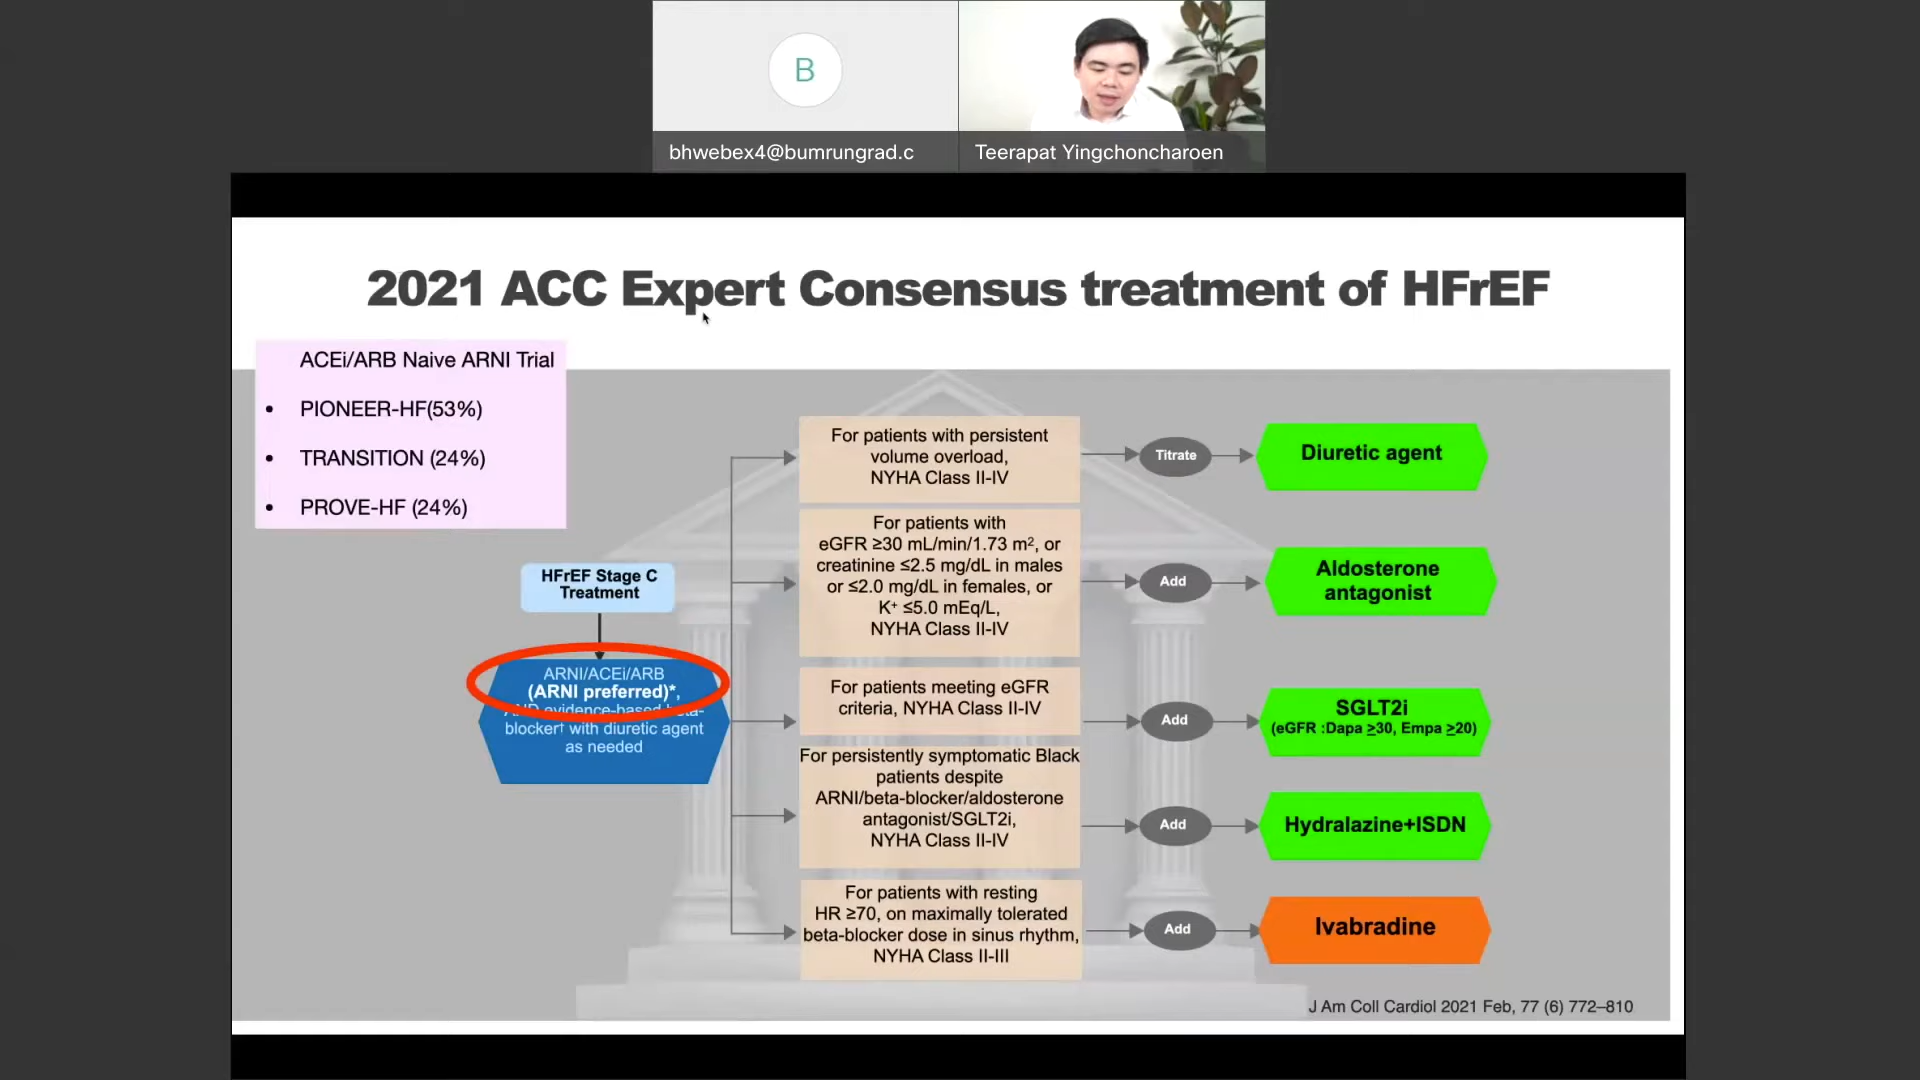 B
bhwebex4@bumrungrad.c
Teerapat Yingchoncharoen
2021 ACC Expert Consensus treatment of HFrEF
ACEi/ARB Naive ARNI Trial
• PIONEER-HF(53%)
• TRANSITION (24%)
• PROVE-HF (24%)
HFrEF Stage C
Treatment
ARNI/ACEi/ARB
(ARNI preferred)*,
AND evidence-based beta-
blocker† with diuretic agent
as needed
For patients with persistent
volume overload,
NYHA Class II-IV
Titrate
Diuretic agent
For patients with
eGFR ≥30 mL/min/1.73 m², or
creatinine ≤2.5 mg/dL in males
or ≤2.0 mg/dL in females, or
K⁺ ≤5.0 mEq/L,
NYHA Class II-IV
Add
Aldosterone
antagonist
For patients meeting eGFR
criteria, NYHA Class II-IV
Add
SGLT2i
(eGFR :Dapa ≥30, Empa ≥20)
For persistently symptomatic Black
patients despite
ARNI/beta-blocker/aldosterone
antagonist/SGLT2i,
NYHA Class II-IV
Add
Hydralazine+ISDN
For patients with resting
HR ≥70, on maximally tolerated
beta-blocker dose in sinus rhythm,
NYHA Class II-III
Add
Ivabradine
J Am Coll Cardiol 2021 Feb, 77 (6) 772–810